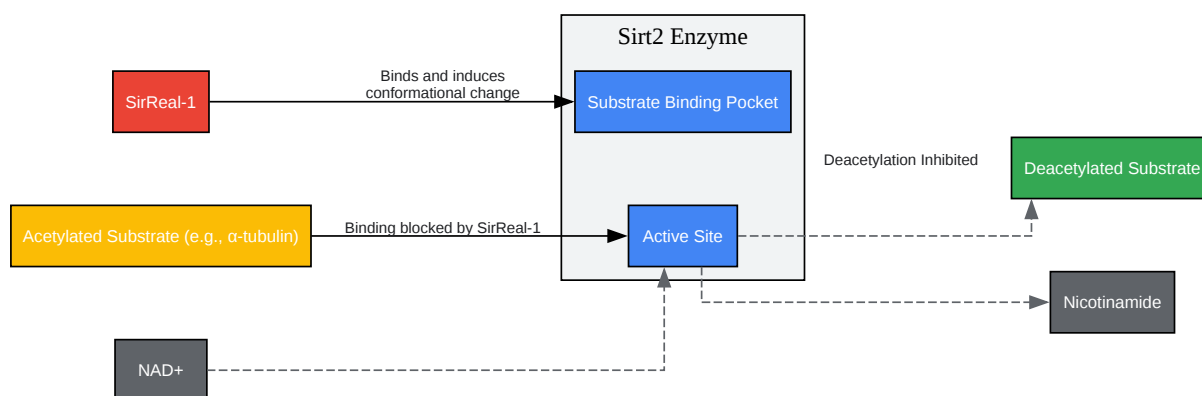 Sirt2 Enzyme
SirReal-1
Binds and induces
conformational change
Substrate Binding Pocket
Deacetylation Inhibited
Deacetylated Substrate
Acetylated Substrate (e.g., α-tubulin)
Binding blocked by SirReal-1
Active Site
Nicotinamide
NAD+